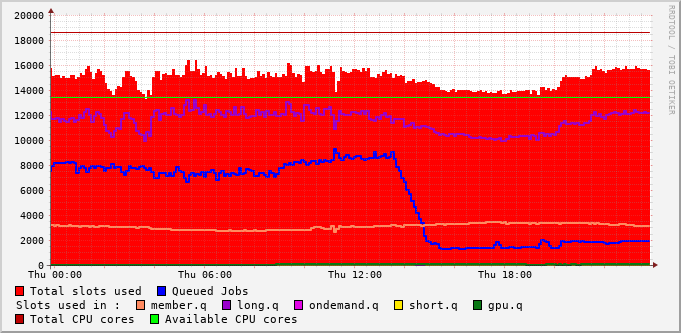 20000
18000
16000
14000
12000
10000
8000
6000
4000
2000
0
Thu 00:00 Thu 06:00 Thu 12:00 Thu 18:00
Total slots used Queued Jobs
Slots used in : member.q long.q ondemand.q short.q gpu.q
Total CPU cores Available CPU cores
RRDTOOL / TOBI OETIKER